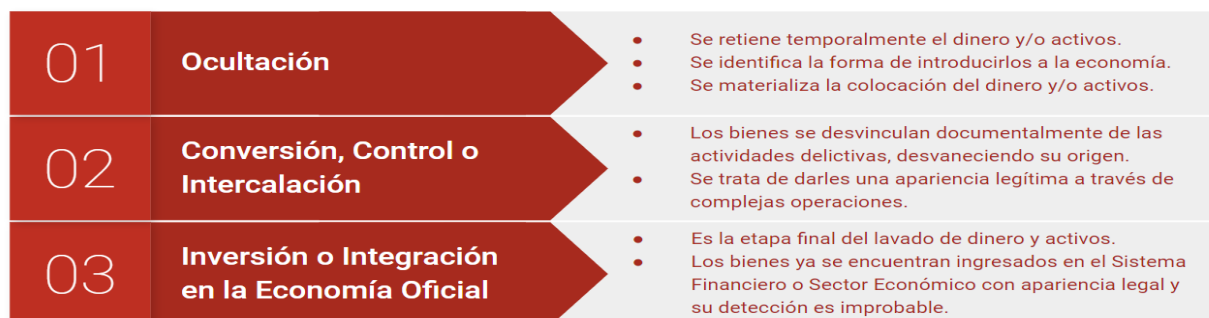 01
Ocultación
• Se retiene temporalmente el dinero y/o activos.
• Se identifica la forma de introducirlos a la economía.
• Se materializa la colocación del dinero y/o activos.
02
Conversión, Control o
Intercalación
• Los bienes se desvinculan documentalmente de las
actividades delictivas, desvaneciendo su origen.
• Se trata de darles una apariencia legítima a través de
complejas operaciones.
03
Inversión o Integración
en la Economía Oficial
• Es la etapa final del lavado de dinero y activos.
• Los bienes ya se encuentran ingresados en el Sistema
Financiero o Sector Económico con apariencia legal y
su detección es improbable.